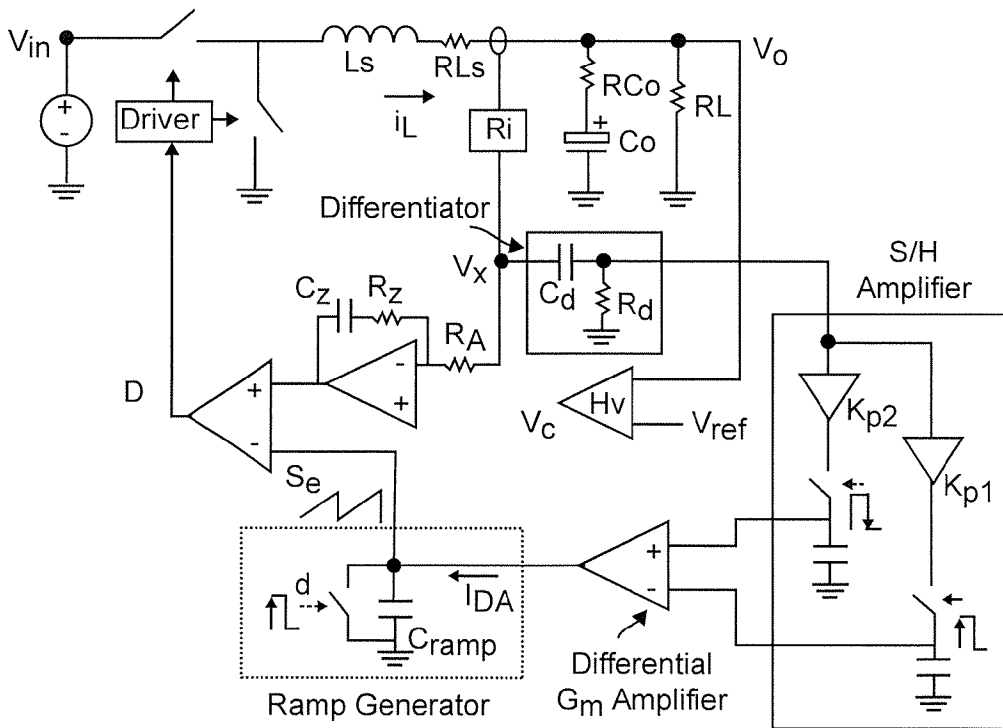 Vin
Ls
RLs
Vo
+
-
Driver
iL
Ri
RCo
+
Co
RL
Differentiator
Vx
Cd
Rd
S/H
Amplifier
Cz
Rz
RA
-
+
D
+
-
Hv
Vc
Vref
Kp2
Kp1
Se
d
IDA
Cramp
+
-
Ramp Generator
Differential
Gm Amplifier